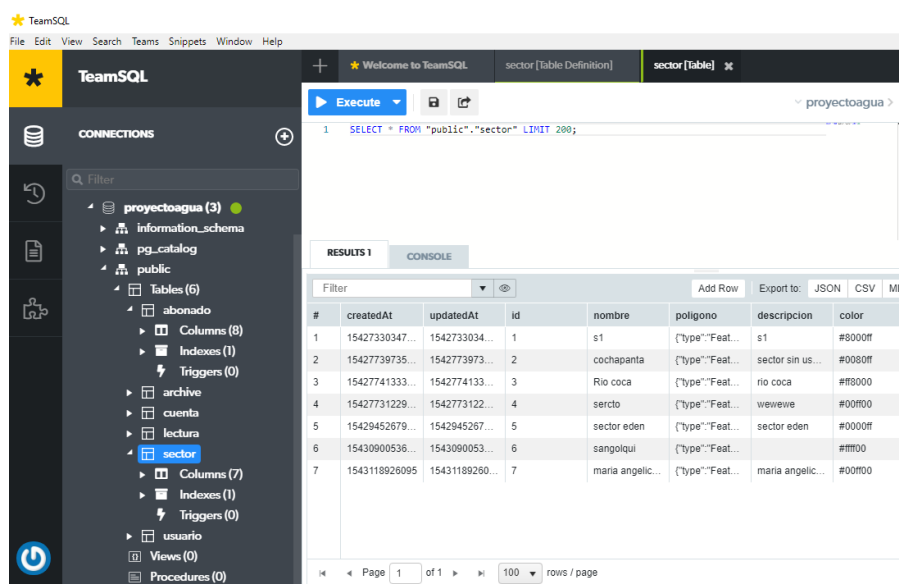 TeamSQL
File Edit View Search Teams Snippets Window Help
TeamSQL
Welcome to TeamSQL
sector [Table Definition]
sector [Table]
Execute
proyectoagua
1 SELECT * FROM "public"."sector" LIMIT 200;
CONNECTIONS
Filter
proyectoagua (3)
information_schema
pg_catalog
public
Tables (6)
abonado
Columns (8)
Indexes (1)
Triggers (0)
archive
cuenta
lectura
sector
Columns (7)
Indexes (1)
Triggers (0)
usuario
Views (0)
Procedures (0)
RESULTS 1 CONSOLE
Filter Add Row Export to: JSON CSV
# createdAt updatedAt id nombre poligono descripcion color
1 15427330347... 1542733034... 1 s1 {"type":"Feat... s1 #8000ff
2 15427739735... 1542773973... 2 cochapanta {"type":"Feat... sector sin us... #0080ff
3 15427741333... 1542774133... 3 Rio coca {"type":"Feat... rio coca #ff8000
4 15427731229... 1542773122... 4 sercto {"type":"Feat... wewewe #00ff00
5 15429452679... 1542945267... 5 sector eden {"type":"Feat... sector eden #0000ff
6 15430900536... 1543090053... 6 sangolqui {"type":"Feat... #ffff00
7 1543118926095 15431189260... 7 maria angelic... {"type":"Feat... maria angelic... #00ff00
Page 1 of 1 100 rows / page